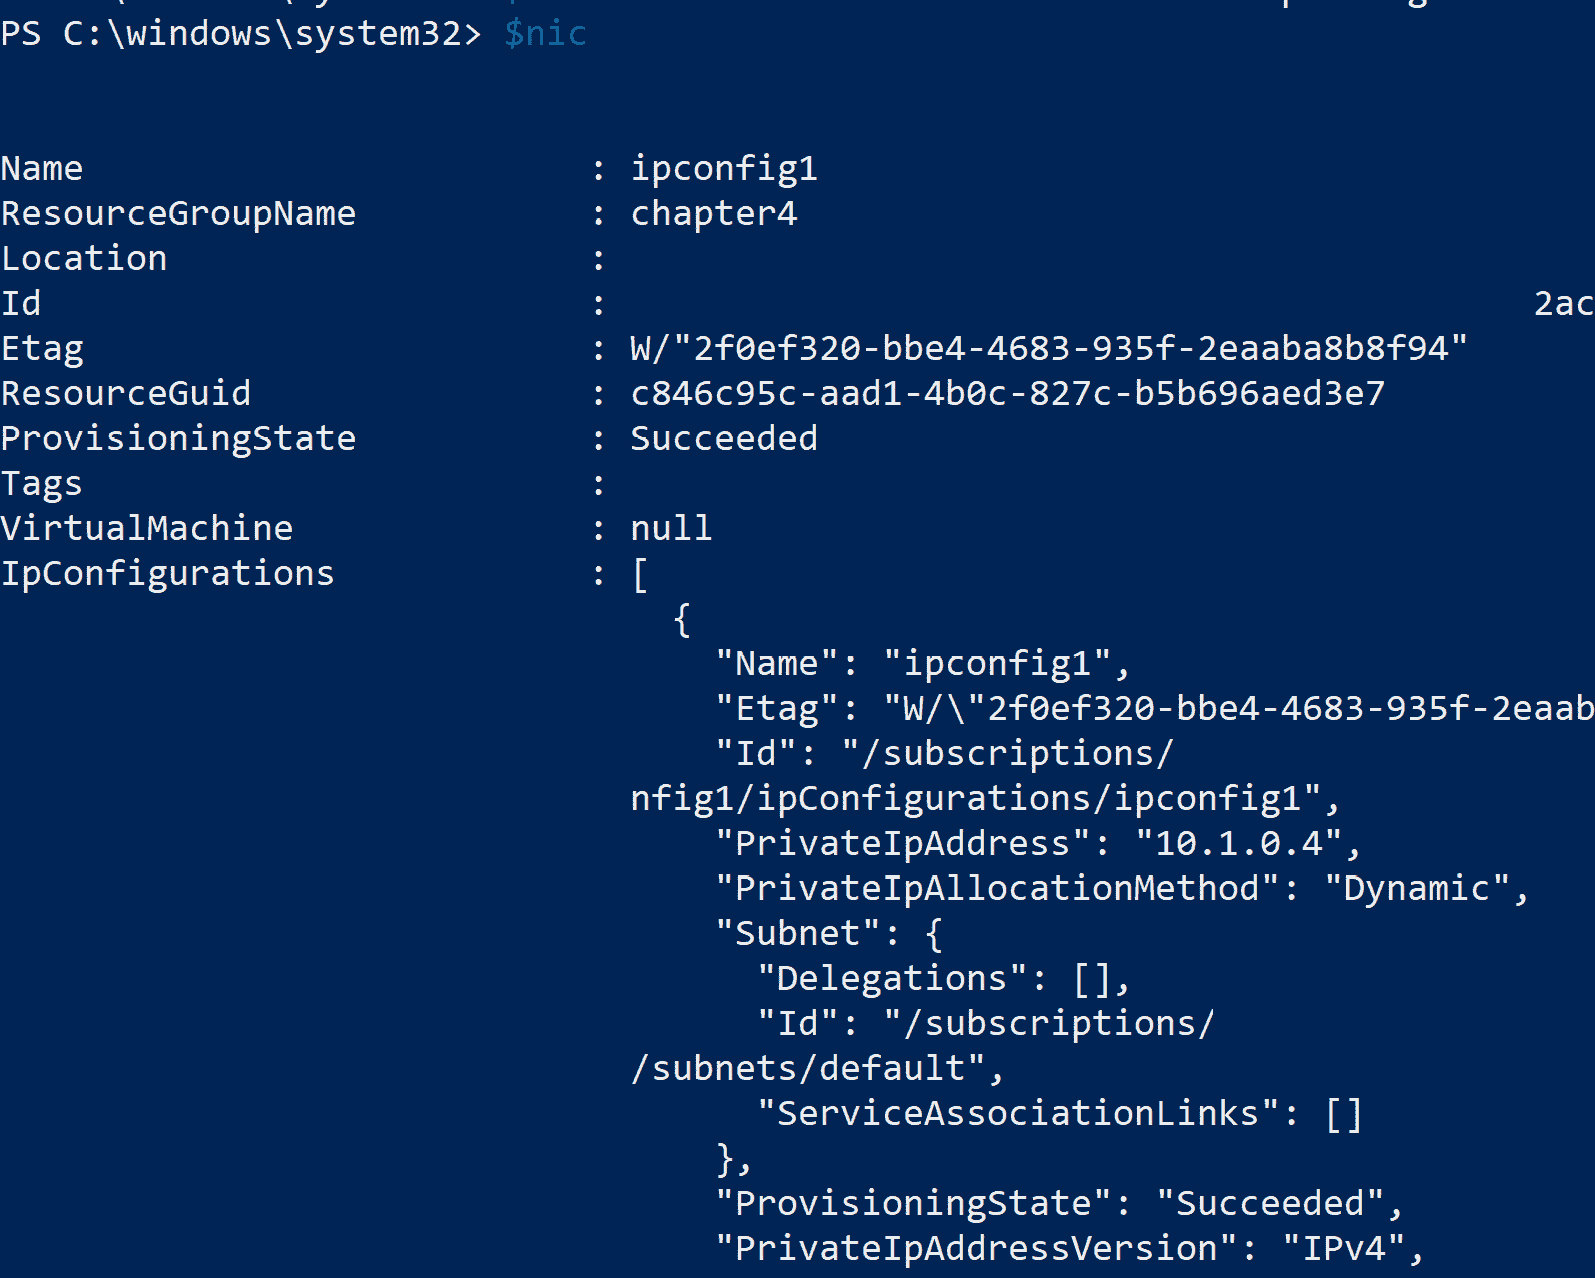 PS C:\windows\system32> $nic
Name : ipconfig1
ResourceGroupName : chapter4
Location :
Id : 2ac
Etag : W/"2f0ef320-bbe4-4683-935f-2eaaba8b8f94"
ResourceGuid : c846c95c-aad1-4b0c-827c-b5b696aed3e7
ProvisioningState : Succeeded
Tags :
VirtualMachine : null
IpConfigurations : [
{
"Name": "ipconfig1",
"Etag": "W/\"2f0ef320-bbe4-4683-935f-2eaab
"Id": "/subscriptions/
nfig1/ipConfigurations/ipconfig1",
"PrivateIpAddress": "10.1.0.4",
"PrivateIpAllocationMethod": "Dynamic",
"Subnet": {
"Delegations": [],
"Id": "/subscriptions/
/subnets/default",
"ServiceAssociationLinks": []
},
"ProvisioningState": "Succeeded",
"PrivateIpAddressVersion": "IPv4",